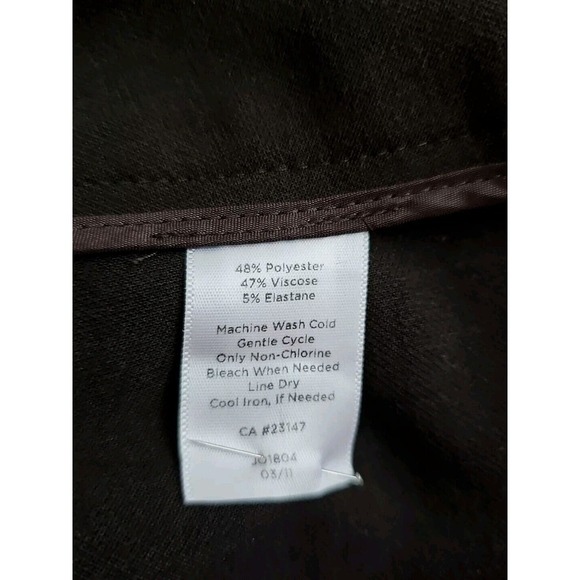 48% Polyester
47% Viscose
5% Elastane
Machine Wash Cold
Gentle Cycle
Only Non-Chlorine
Bleach When Needed
Line Dry
Cool Iron, If Needed
CA #23147
JO1804
03/11